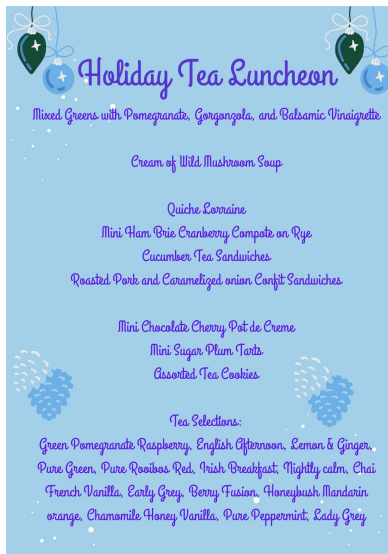 Holiday Tea Luncheon
Mixed Greens with Pomegranate, Gorgonzola, and Balsamic Vinaigrette
Cream of Wild Mushroom Soup
Quiche Lorraine
Mini Ham Brie Cranberry Compote on Rye
Cucumber Tea Sandwiches
Roasted Pork and Caramelized onion Confit Sandwiches
Mini Chocolate Cherry Pot de Creme
Mini Sugar Plum Tarts
Assorted Tea Cookies
Tea Selections:
Green Pomegranate Raspberry, English Afternoon, Lemon & Ginger,
Pure Green, Pure Rooibos Red, Irish Breakfast, Nightly calm, Chai
French Vanilla, Early Grey, Berry Fusion, Honeybush Mandarin
orange, Chamomile Honey Vanilla, Pure Peppermint, Lady Grey